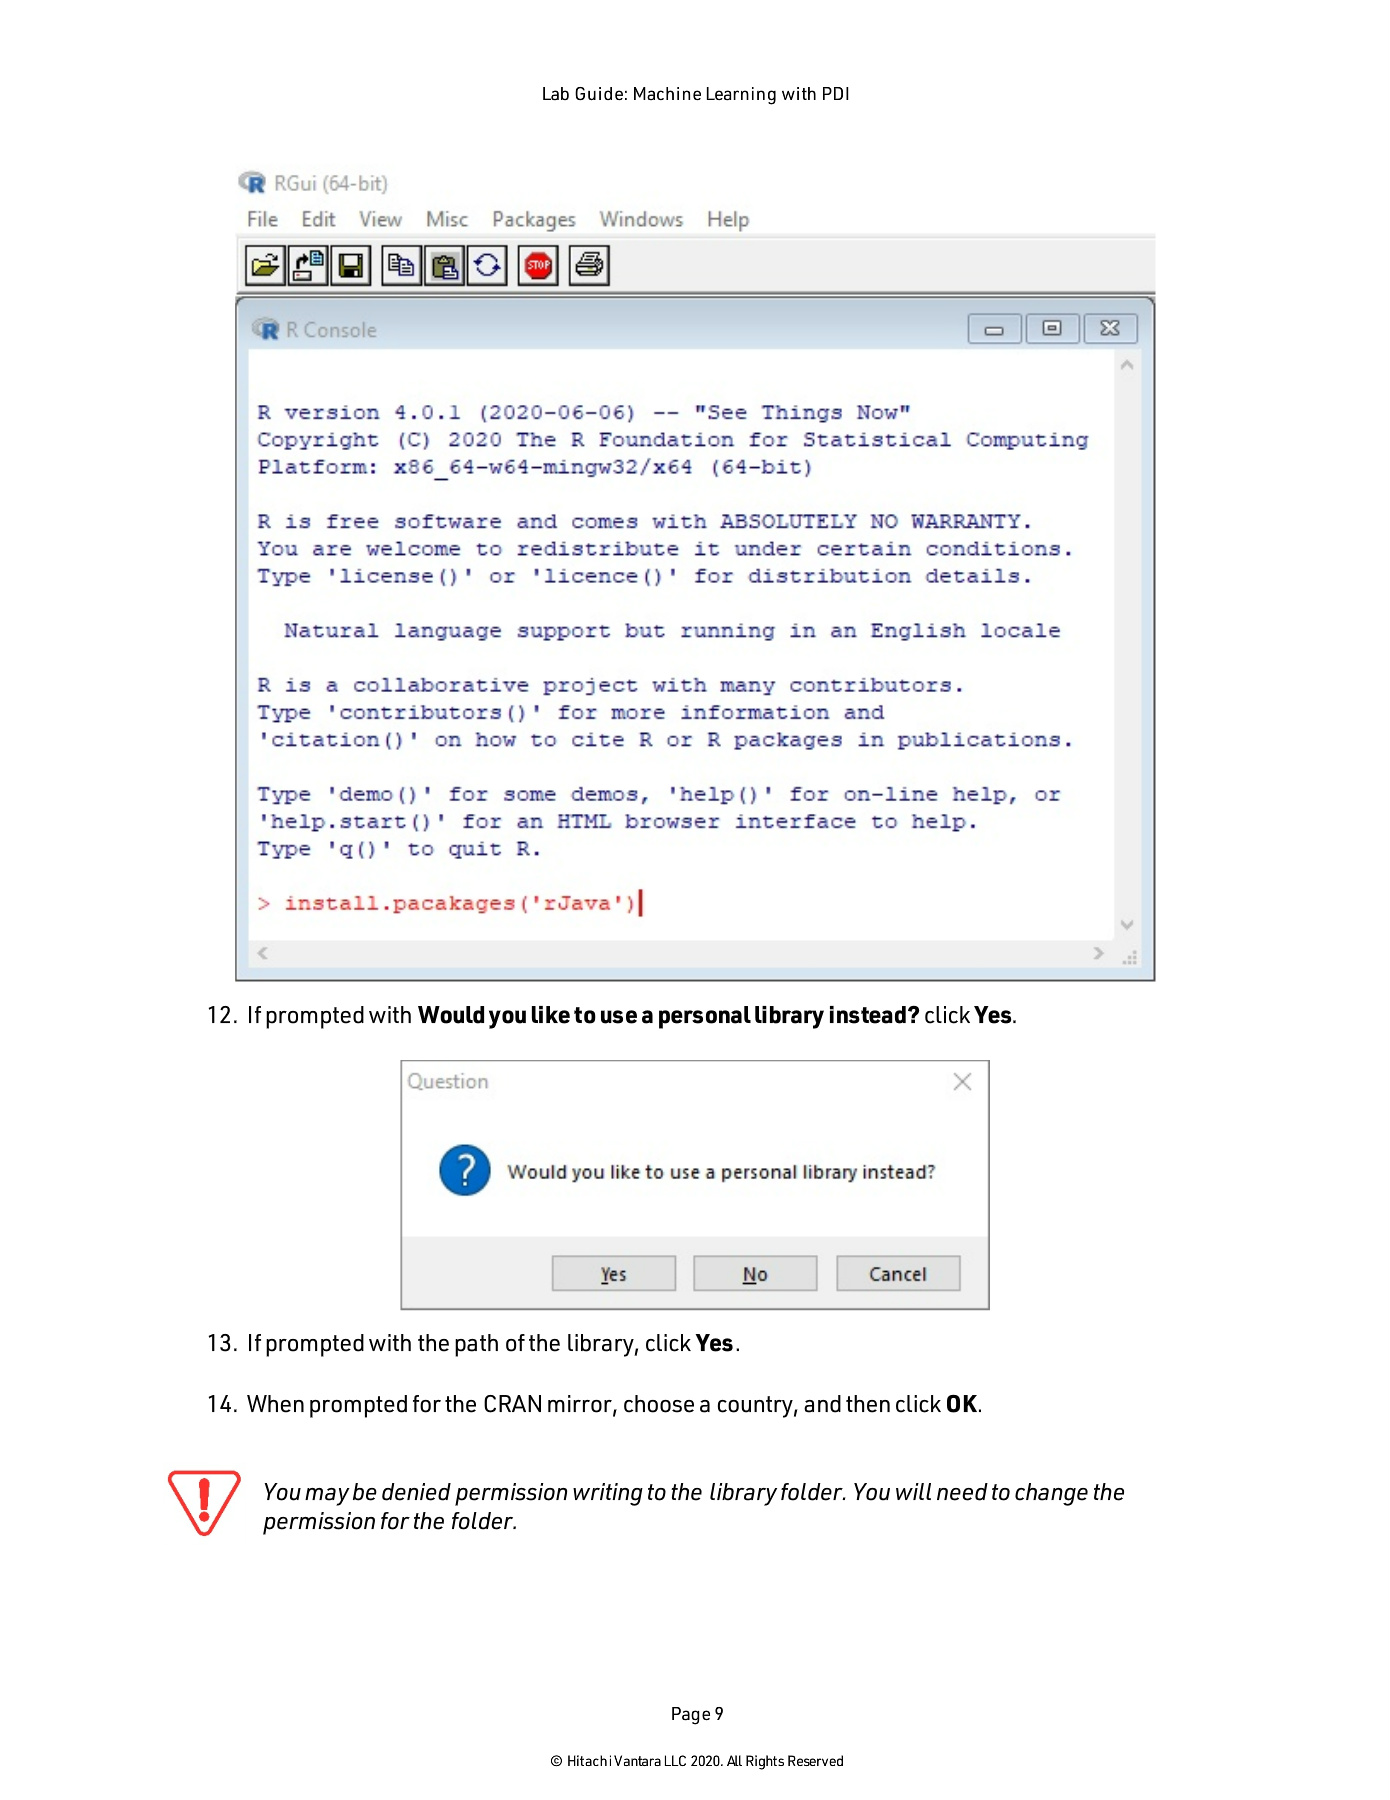 Lab Guide: Machine Learning with PDI
RGui (64-bit)
File Edit View Misc Packages Windows Help
STOP
R Console
R version 4.0.1 (2020-06-06) -- "See Things Now"
Copyright (C) 2020 The R Foundation for Statistical Computing
Platform: x86_64-w64-mingw32/x64 (64-bit)
R is free software and comes with ABSOLUTELY NO WARRANTY.
You are welcome to redistribute it under certain conditions.
Type 'license()' or 'licence()' for distribution details.
Natural language support but running in an English locale
R is a collaborative project with many contributors.
Type 'contributors()' for more information and
'citation()' on how to cite R or R packages in publications.
Type 'demo()' for some demos, 'help()' for on-line help, or
'help.start()' for an HTML browser interface to help.
Type 'q()' to quit R.
> install.pacakages('rJava')
12. If prompted with Would you like to use a personal library instead? click Yes.
Question
? Would you like to use a personal library instead?
Yes No Cancel
13. If prompted with the path of the library, click Yes.
14. When prompted for the CRAN mirror, choose a country, and then click OK.
You may be denied permission writing to the library folder. You will need to change the
permission for the folder.
Page 9
© Hitachi Vantara LLC 2020. All Rights Reserved